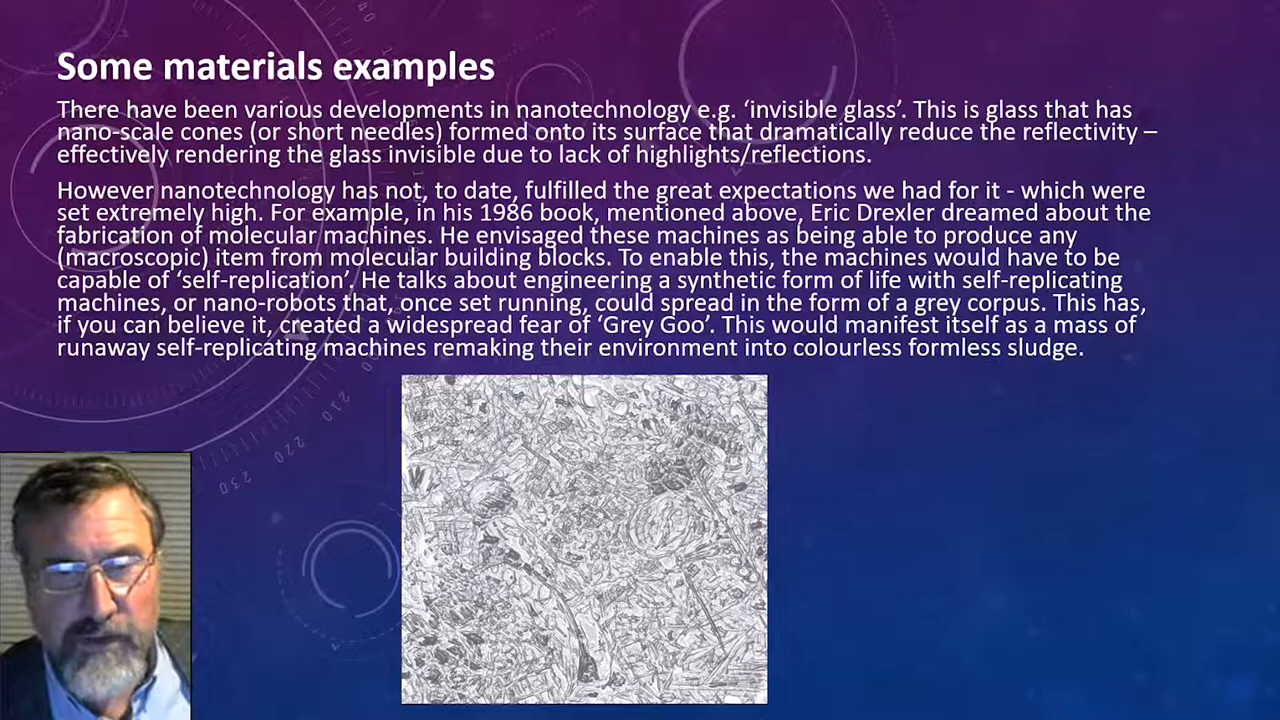 Some materials examples
There have been various developments in nanotechnology e.g. ‘invisible glass’. This is glass that has
nano-scale cones (or short needles) formed onto its surface that dramatically reduce the reflectivity –
effectively rendering the glass invisible due to lack of highlights/reflections.
However nanotechnology has not, to date, fulfilled the great expectations we had for it - which were
set extremely high. For example, in his 1986 book, mentioned above, Eric Drexler dreamed about the
fabrication of molecular machines. He envisaged these machines as being able to produce any
(macroscopic) item from molecular building blocks. To enable this, the machines would have to be
capable of ‘self-replication’. He talks about engineering a synthetic form of life with self-replicating
machines, or nano-robots that, once set running, could spread in the form of a grey corpus. This has,
if you can believe it, created a widespread fear of ‘Grey Goo’. This would manifest itself as a mass of
runaway self-replicating machines remaking their environment into colourless formless sludge.
210
220
230